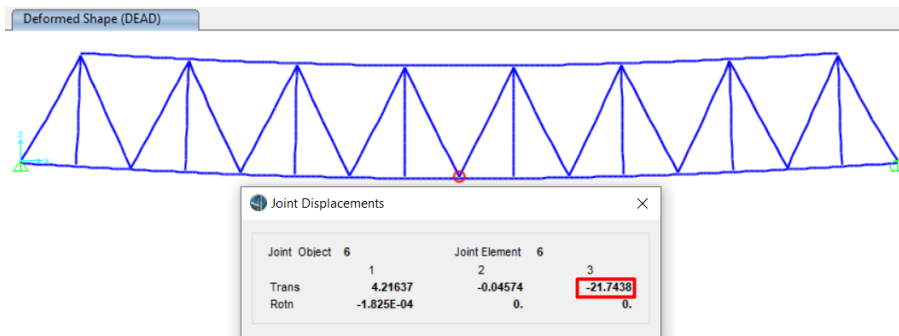 Deformed Shape (DEAD)
z
x
Joint Displacements
Joint Object 6 Joint Element 6
1 2 3
Trans 4.21637 -0.04574 -21.7438
Rotn -1.825E-04 0. 0.